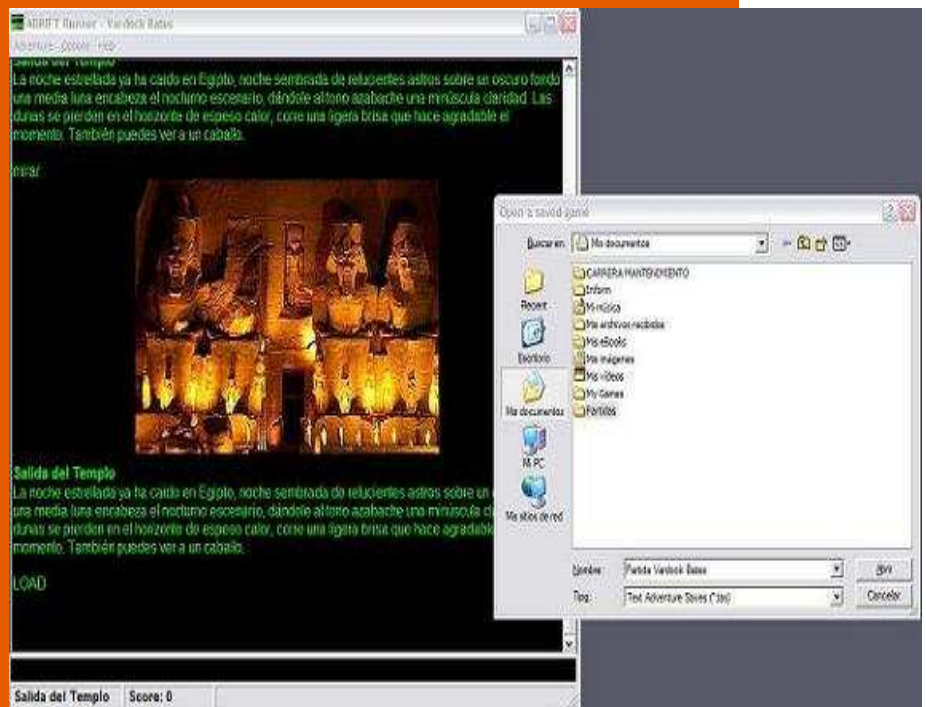 ADRIFT Runner - Vardock Batus
Adventure Options Help
Salida del Templo
La noche estrellada ya ha caido en Egipto, noche sembrada de relucientes astros sobre un oscuro fondo
una media luna encabeza el nocturno escenario, dándole al tono azabache una minúscula claridad. Las
dunas se pierden en el horizonte de espeso calor, corre una ligera brisa que hace agradable el
momento. También puedes ver a un caballo.
mirar
Salida del Templo
La noche estrellada ya ha caido en Egipto, noche sembrada de relucientes astros sobre un
una media luna encabeza el nocturno escenario, dándole al tono azabache una minúscula
dunas se pierden en el horizonte de espeso calor, corre una ligera brisa que hace agradable
momento. También puedes ver a un caballo.
LOAD
Salida del Templo Score: 0
Open a saved game
Buscar en: Mis documentos
CARRERA MANTENIMIENTO
Inform
Mi música
Mis archivos recibidos
Mis eBooks
Mis imágenes
Mis vídeos
My Games
Partidas
Recent
Escritorio
Mis documentos
Mi PC
Mis sitios de red
Nombre: Partida Vardock Batus Abrir
Tipo: Text Adventure Saves (*.tas) Cancelar